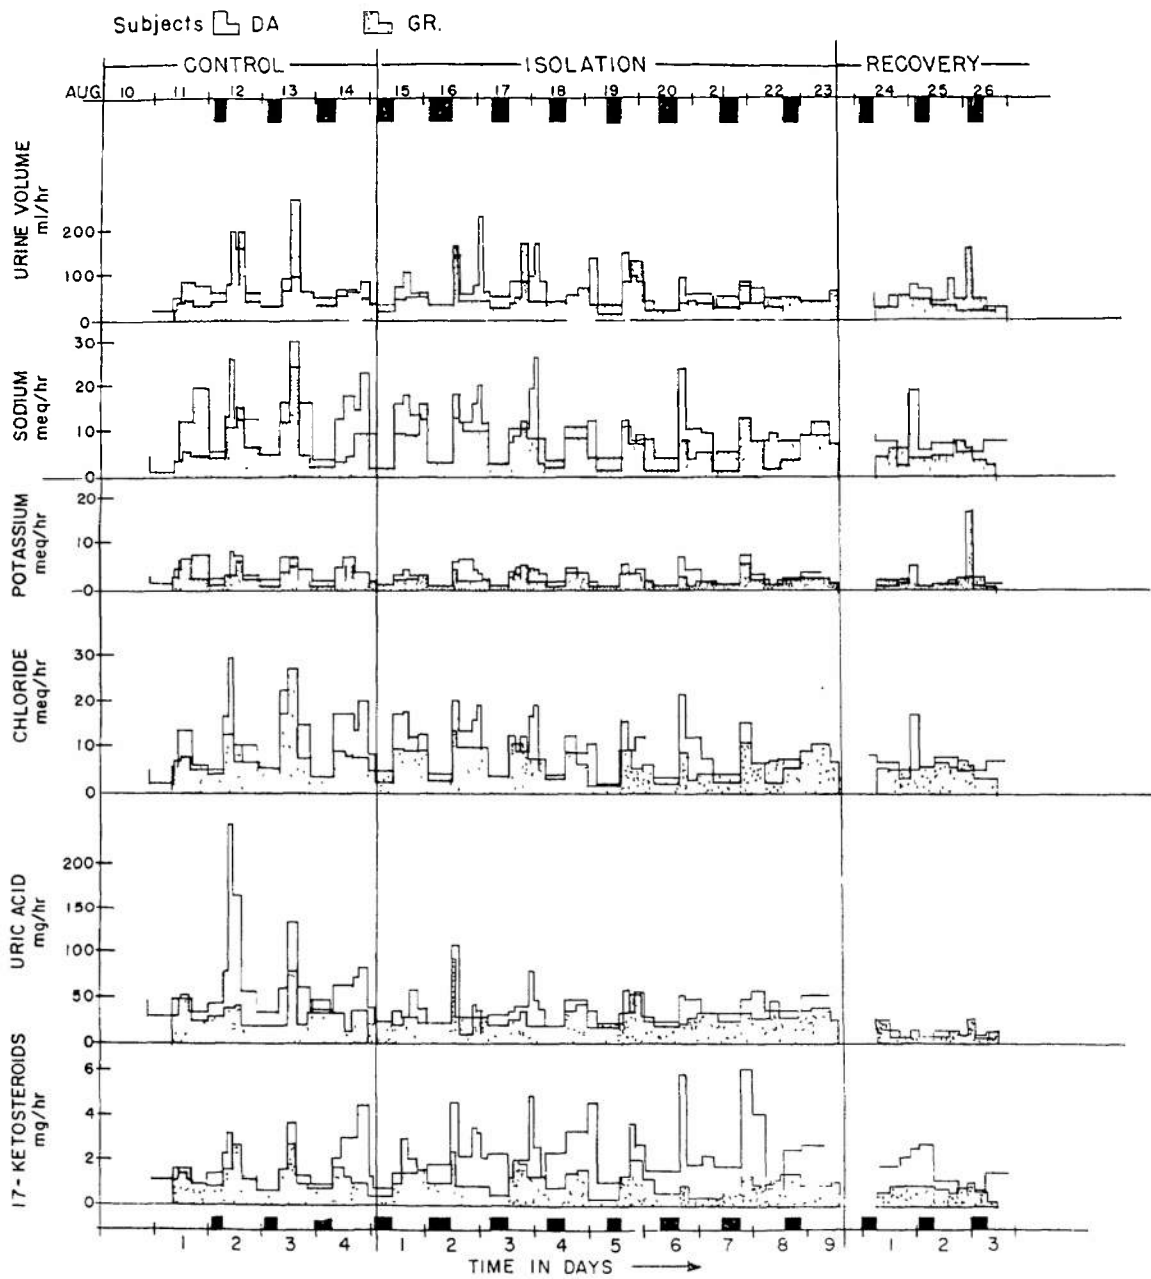 Subjects DA GR.
CONTROL ISOLATION RECOVERY
AUG 10 11 12 13 14 15 16 17 18 19 20 21 22 23 24 25 26
URINE VOLUME
ml/hr
200
100
0
SODIUM
meq/hr
30
20
10
0
POTASSIUM
meq/hr
20
10
0
CHLORIDE
meq/hr
30
20
10
0
URIC ACID
mg/hr
200
150
100
50
0
17-KETOSTEROIDS
mg/hr
6
4
2
0
1 2 3 4 1 2 3 4 5 6 7 8 9 1 2 3
TIME IN DAYS